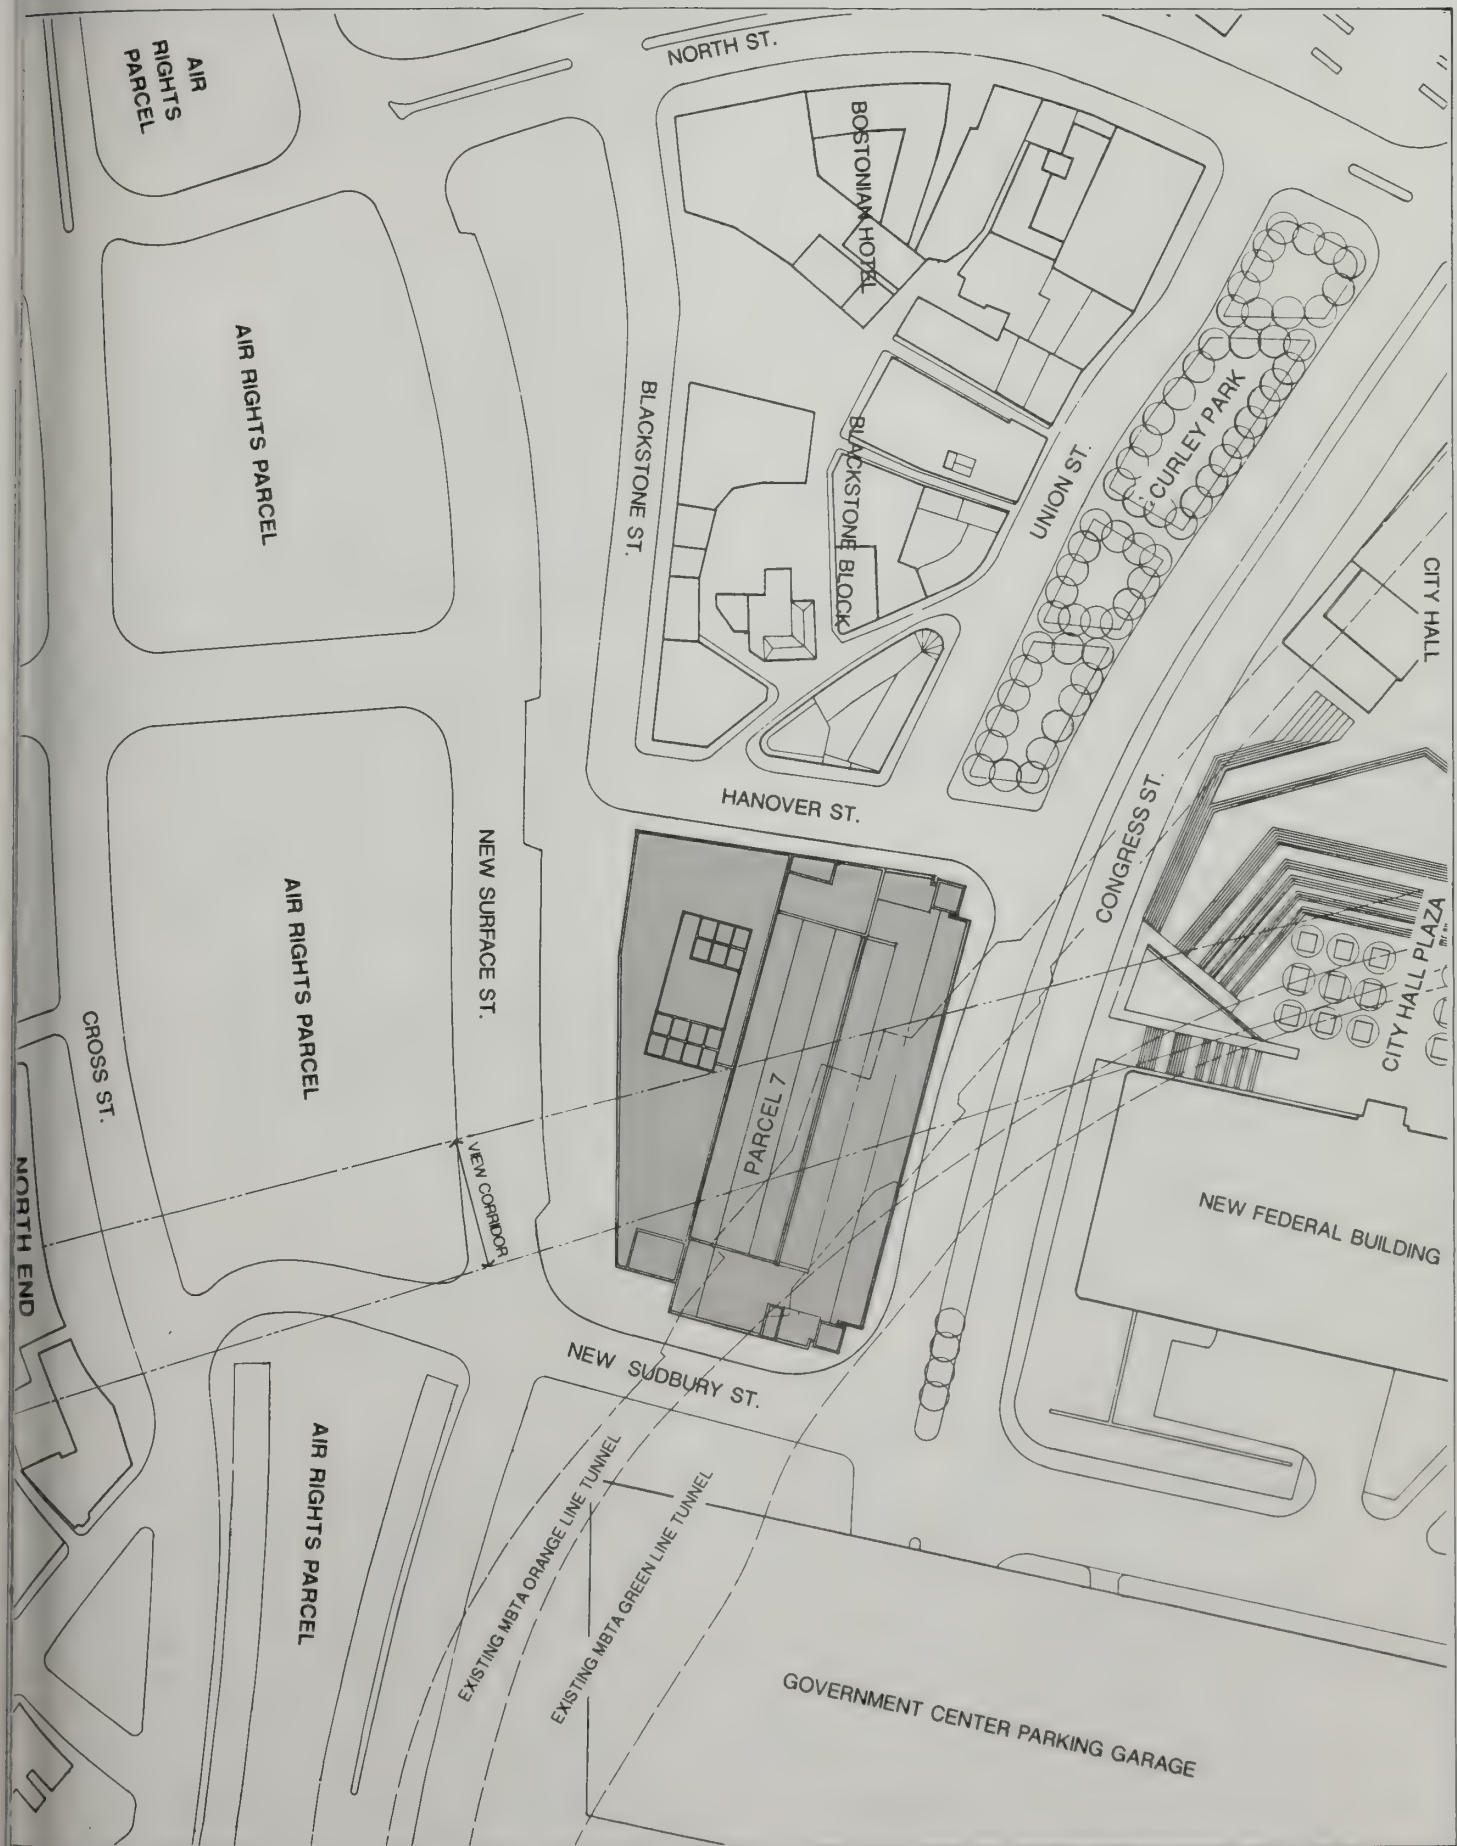 NORTH ST.
AIR
RIGHTS
PARCEL
BOSTONIAN HOTEL
AIR RIGHTS PARCEL
BLACKSTONE ST.
BLACKSTONE BLOCK
UNION ST.
CURLEY PARK
CITY HALL
HANOVER ST.
CONGRESS ST.
NEW SURFACE ST.
AIR RIGHTS PARCEL
CITY HALL PLAZA
CROSS ST.
PARCEL 7
VIEW CORRIDOR
NORTH END
NEW FEDERAL BUILDING
NEW SUDBURY ST.
AIR RIGHTS PARCEL
EXISTING MBTA ORANGE LINE TUNNEL
EXISTING MBTA GREEN LINE TUNNEL
GOVERNMENT CENTER PARKING GARAGE